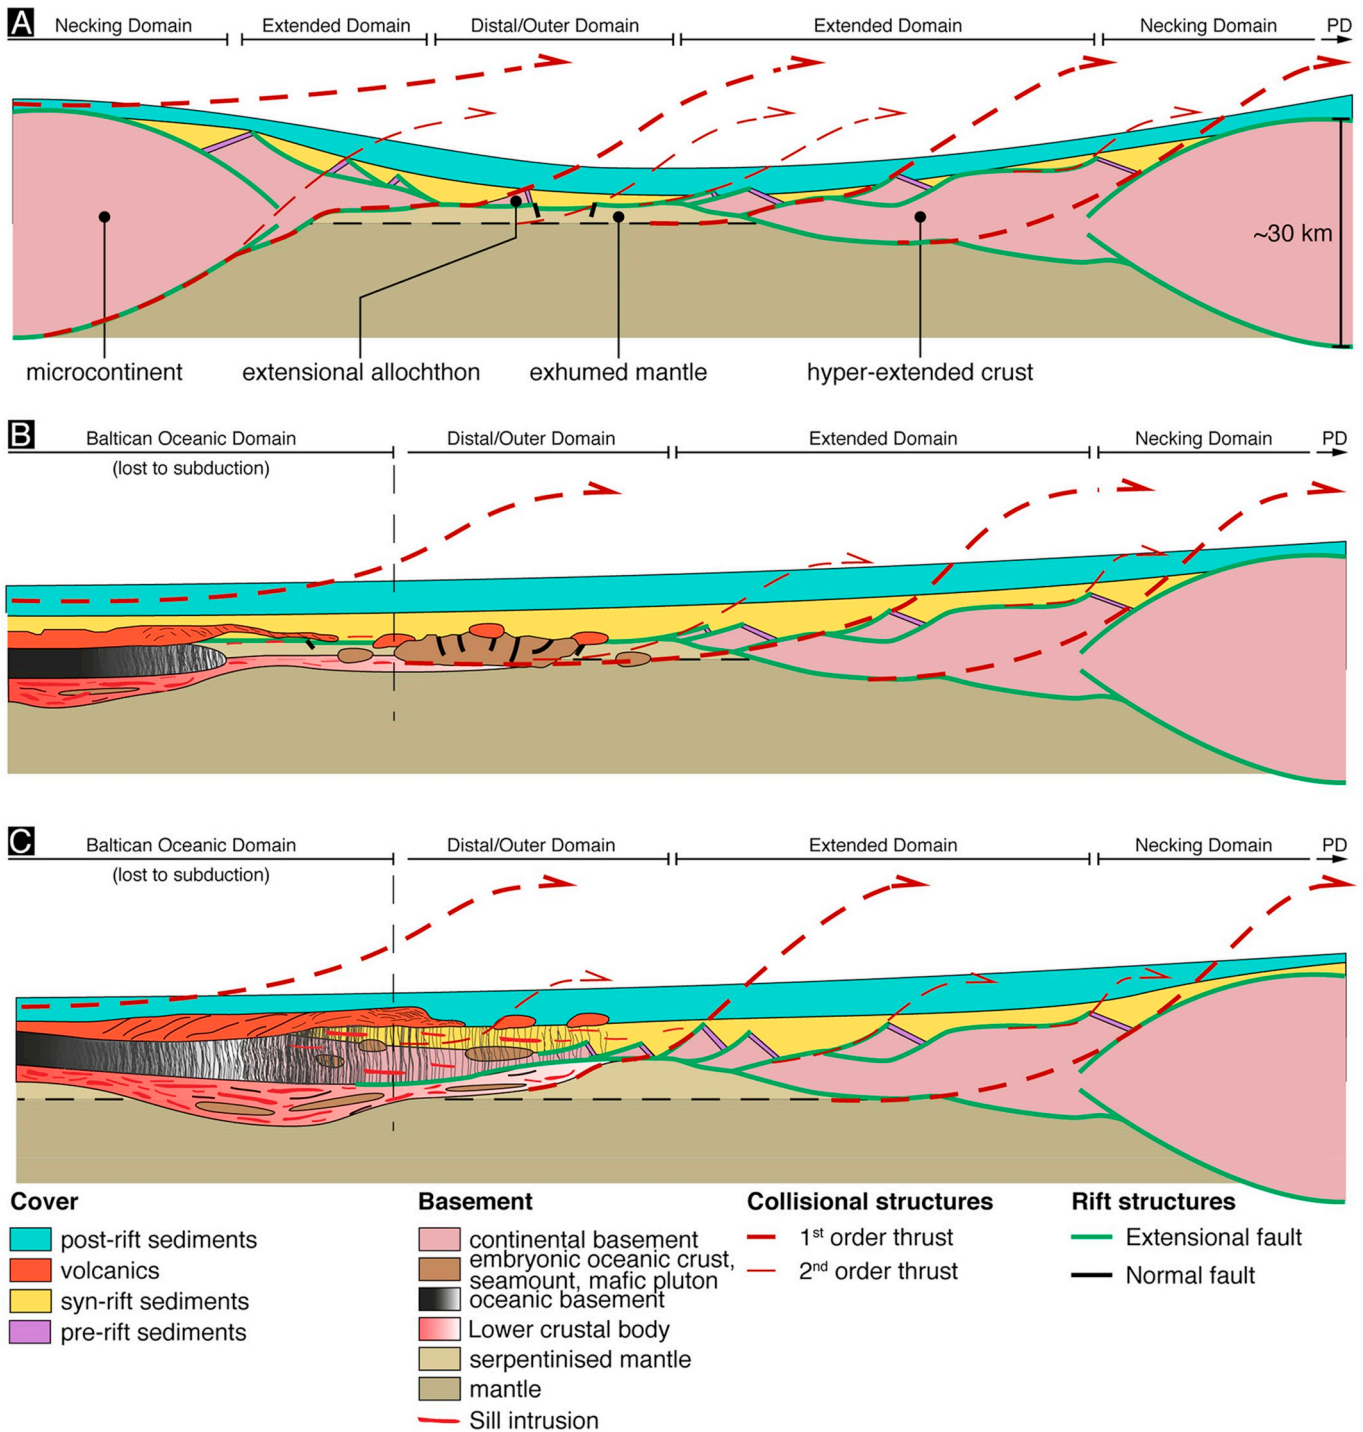 A
Necking Domain
Extended Domain
Distal/Outer Domain
Extended Domain
Necking Domain
PD
~30 km
microcontinent
extensional allochthon
exhumed mantle
hyper-extended crust
B
Baltican Oceanic Domain
(lost to subduction)
Distal/Outer Domain
Extended Domain
Necking Domain
PD
C
Baltican Oceanic Domain
(lost to subduction)
Distal/Outer Domain
Extended Domain
Necking Domain
PD
Cover
post-rift sediments
volcanics
syn-rift sediments
pre-rift sediments
Basement
continental basement
embryonic oceanic crust,
seamount, mafic pluton
oceanic basement
Lower crustal body
serpentinised mantle
mantle
Sill intrusion
Collisional structures
1st order thrust
2nd order thrust
Rift structures
Extensional fault
Normal fault